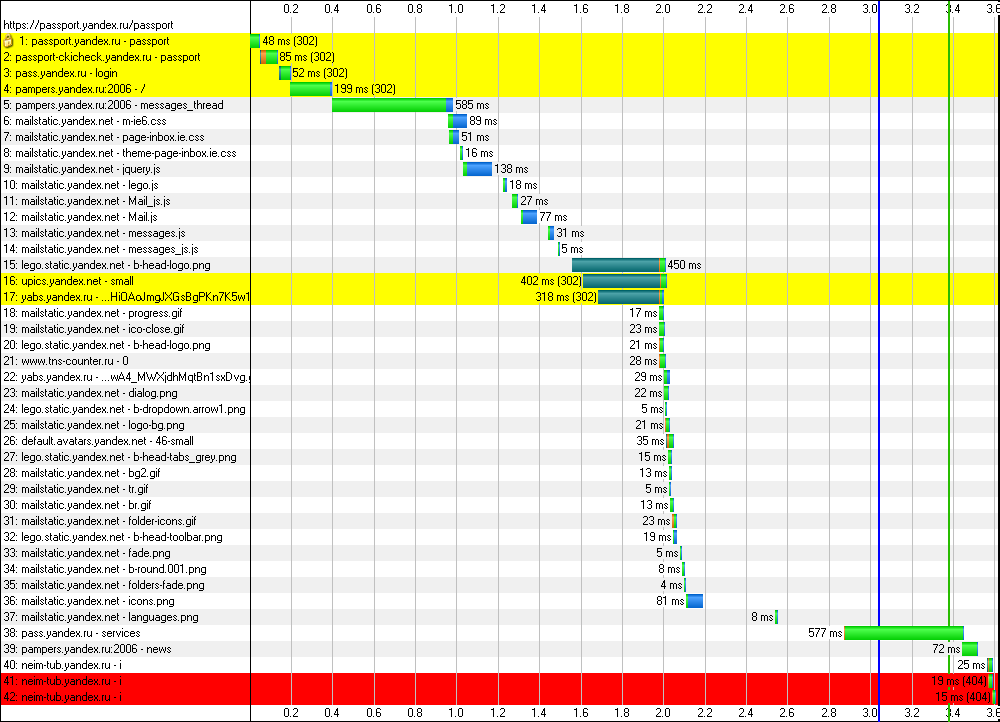 0.2 0.4 0.6 0.8 1.0 1.2 1.4 1.6 1.8 2.0 2.2 2.4 2.6 2.8 3.0 3.2 3.4 3.6
https://passport.yandex.ru/passport
1: passport.yandex.ru - passport 48 ms (302)
2: passport-ckicheck.yandex.ru - passport 85 ms (302)
3: pass.yandex.ru - login 52 ms (302)
4: pampers.yandex.ru:2006 - / 199 ms (302)
5: pampers.yandex.ru:2006 - messages_thread 585 ms
6: mailstatic.yandex.net - m-ie6.css 89 ms
7: mailstatic.yandex.net - page-inbox.ie.css 51 ms
8: mailstatic.yandex.net - theme-page-inbox.ie.css 16 ms
9: mailstatic.yandex.net - jquery.js 138 ms
10: mailstatic.yandex.net - lego.js 18 ms
11: mailstatic.yandex.net - Mail_js.js 27 ms
12: mailstatic.yandex.net - Mail.js 77 ms
13: mailstatic.yandex.net - messages.js 31 ms
14: mailstatic.yandex.net - messages_js.js 5 ms
15: lego.static.yandex.net - b-head-logo.png 450 ms
16: upics.yandex.net - small 402 ms (302)
17: yabs.yandex.ru - ...HiOAoJmgJXGsBgPKn7K5w1 318 ms (302)
18: mailstatic.yandex.net - progress.gif 17 ms
19: mailstatic.yandex.net - ico-close.gif 23 ms
20: lego.static.yandex.net - b-head-logo.png 21 ms
21: www.tns-counter.ru - 0 28 ms
22: yabs.yandex.ru - ...wA4_MWXjdhMqtBn1sxDvg.g 29 ms
23: mailstatic.yandex.net - dialog.png 22 ms
24: lego.static.yandex.net - b-dropdown.arrow1.png 5 ms
25: mailstatic.yandex.net - logo-bg.png 21 ms
26: default.avatars.yandex.net - 46-small 35 ms
27: lego.static.yandex.net - b-head-tabs_grey.png 15 ms
28: mailstatic.yandex.net - bg2.gif 13 ms
29: mailstatic.yandex.net - tr.gif 5 ms
30: mailstatic.yandex.net - br.gif 13 ms
31: mailstatic.yandex.net - folder-icons.gif 23 ms
32: lego.static.yandex.net - b-head-toolbar.png 19 ms
33: mailstatic.yandex.net - fade.png 5 ms
34: mailstatic.yandex.net - b-round.001.png 8 ms
35: mailstatic.yandex.net - folders-fade.png 4 ms
36: mailstatic.yandex.net - icons.png 81 ms
37: mailstatic.yandex.net - languages.png 8 ms
38: pass.yandex.ru - services 577 ms
39: pampers.yandex.ru:2006 - news 72 ms
40: neim-tub.yandex.ru - i 25 ms
41: neim-tub.yandex.ru - i 19 ms (404)
42: neim-tub.yandex.ru - i 15 ms (404)
0.2 0.4 0.6 0.8 1.0 1.2 1.4 1.6 1.8 2.0 2.2 2.4 2.6 2.8 3.0 3.2 3.4 3.6